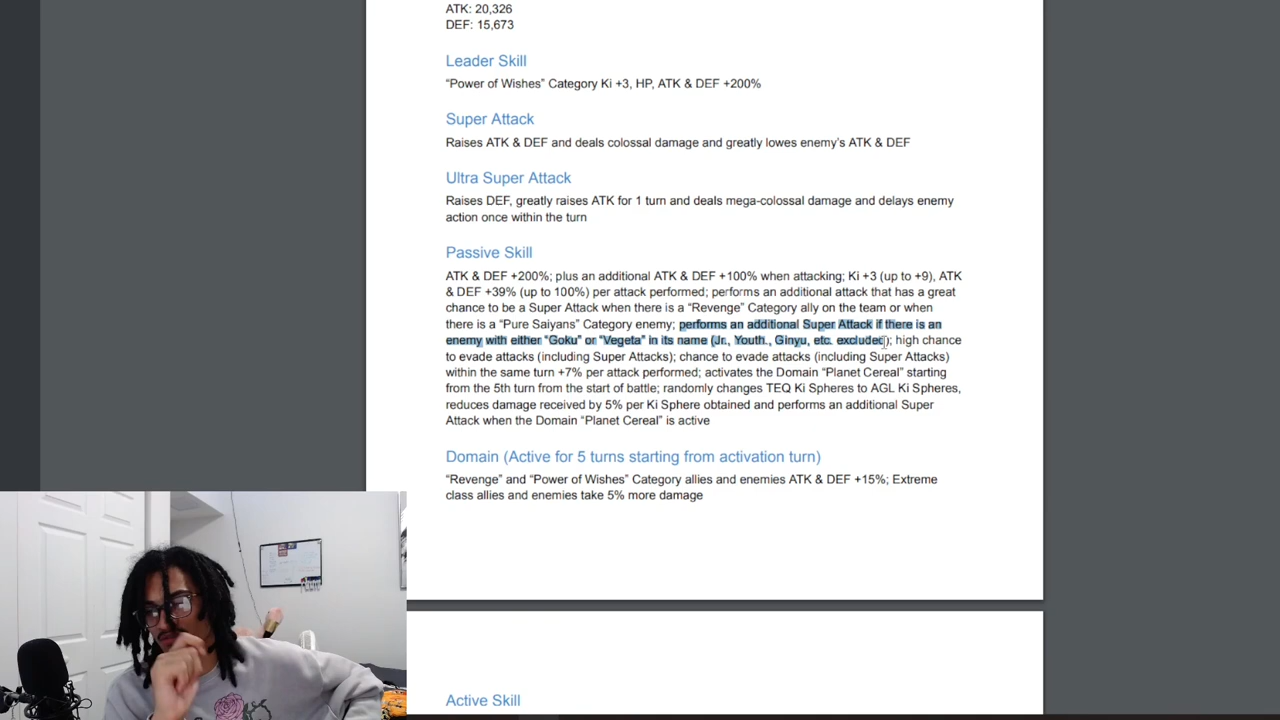 ATK: 20,326
DEF: 15,673
Leader Skill
“Power of Wishes” Category Ki +3, HP, ATK & DEF +200%
Super Attack
Raises ATK & DEF and deals colossal damage and greatly lowes enemy’s ATK & DEF
Ultra Super Attack
Raises DEF, greatly raises ATK for 1 turn and deals mega-colossal damage and delays enemy
action once within the turn
Passive Skill
ATK & DEF +200%; plus an additional ATK & DEF +100% when attacking; Ki +3 (up to +9), ATK
& DEF +39% (up to 100%) per attack performed; performs an additional attack that has a great
chance to be a Super Attack when there is a “Revenge” Category ally on the team or when
there is a “Pure Saiyans” Category enemy; performs an additional Super Attack if there is an
enemy with either “Goku” or “Vegeta” in its name (Jr., Youth., Ginyu, etc. excluded); high chance
to evade attacks (including Super Attacks); chance to evade attacks (including Super Attacks)
within the same turn +7% per attack performed; activates the Domain “Planet Cereal” starting
from the 5th turn from the start of battle; randomly changes TEQ Ki Spheres to AGL Ki Spheres,
reduces damage received by 5% per Ki Sphere obtained and performs an additional Super
Attack when the Domain “Planet Cereal” is active
Domain (Active for 5 turns starting from activation turn)
“Revenge” and “Power of Wishes” Category allies and enemies ATK & DEF +15%; Extreme
class allies and enemies take 5% more damage
Active Skill